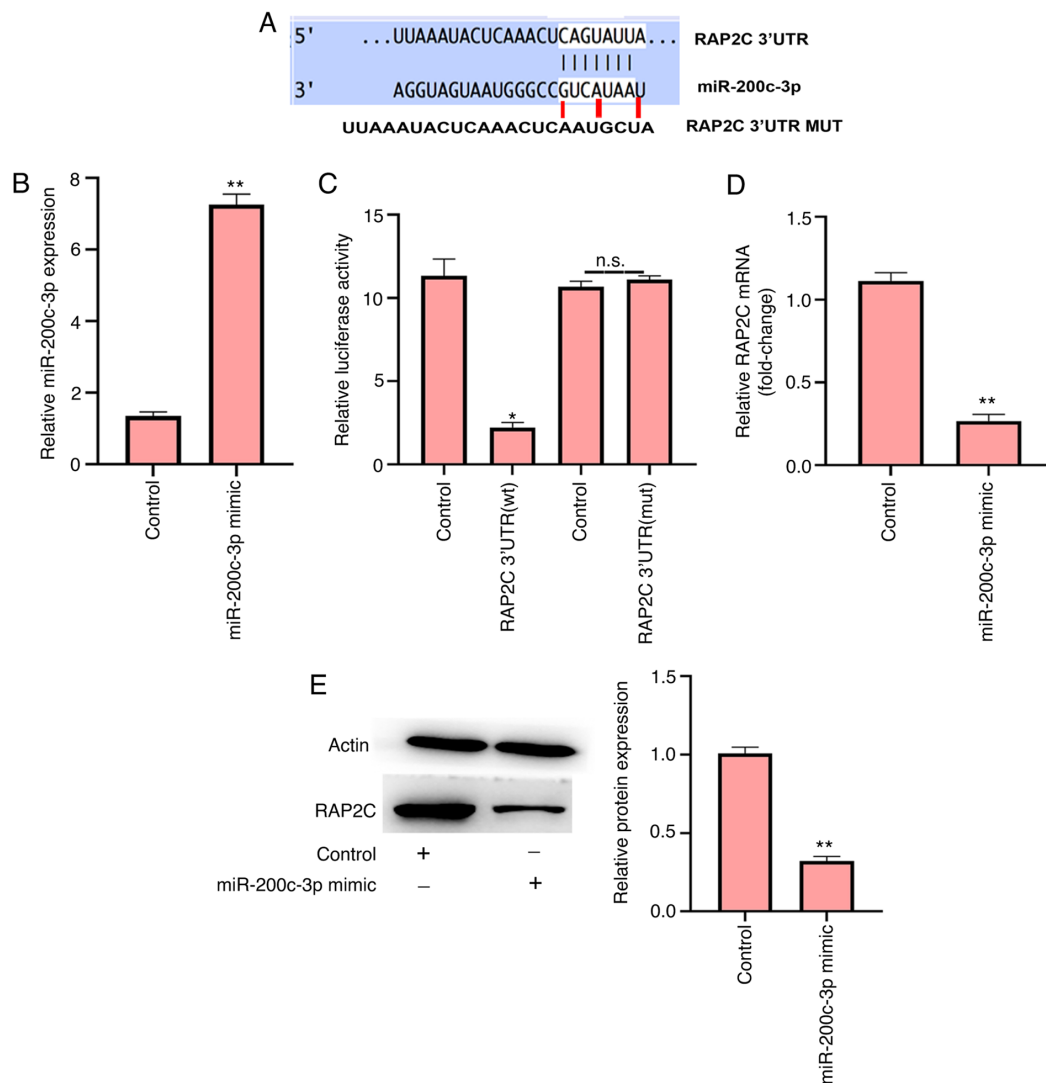 A
5' ...UUAAAUACUCAAACUCAGUAUUA... RAP2C 3’UTR
3' AGGUAGUAAUGGGCCGUCAUAAU miR-200c-3p
UUAAAUACUCAAACUCAAUGCUA RAP2C 3’UTR MUT
B
Relative miR-200c-3p expression
8
6
4
2
0
**
Control
miR-200c-3p mimic
C
Relative luciferase activity
15
10
5
0
*
n.s.
Control
RAP2C 3’UTR(wt)
Control
RAP2C 3’UTR(mut)
D
Relative RAP2C mRNA
(fold-change)
1.5
1.0
0.5
0.0
**
Control
miR-200c-3p mimic
E
Actin
RAP2C
Control + –
miR-200c-3p mimic – +
Relative protein expression
1.5
1.0
0.5
0.0
**
Control
miR-200c-3p mimic